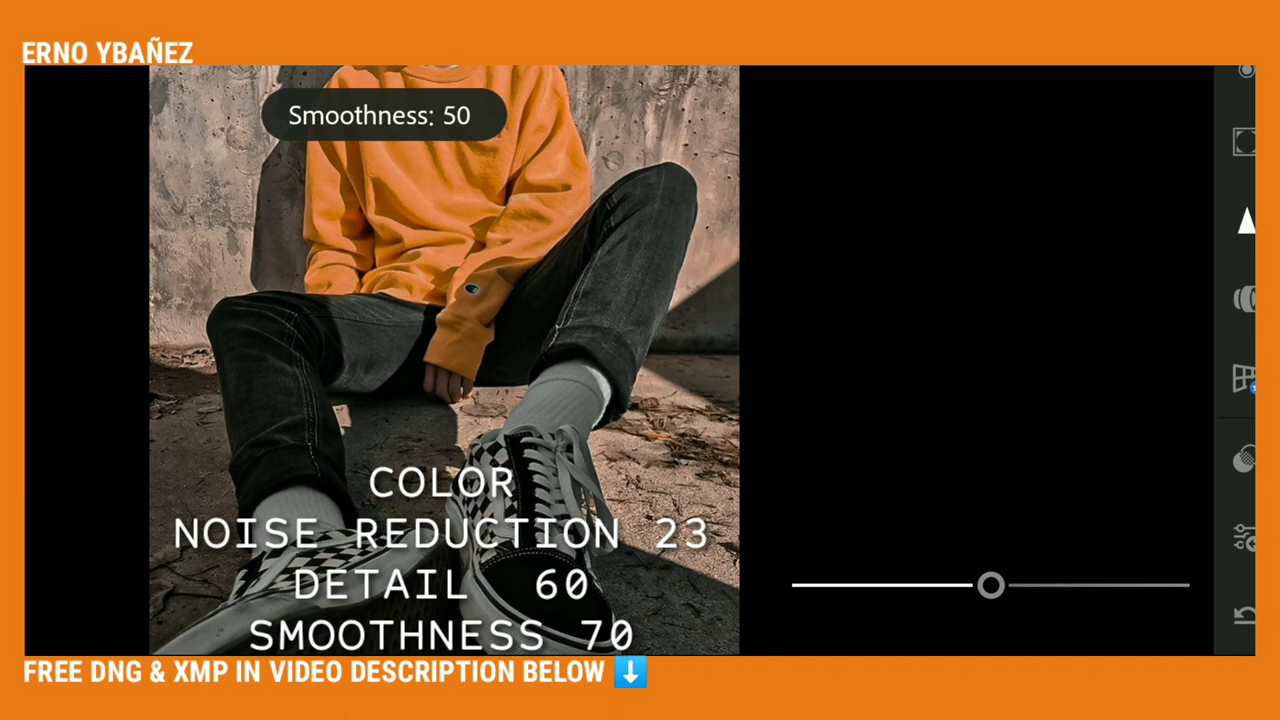 ERNO YBAÑEZ
Smoothness: 50
COLOR
NOISE REDUCTION 23
DETAIL 60
SMOOTHNESS 70
FREE DNG & XMP IN VIDEO DESCRIPTION BELOW ⬇️